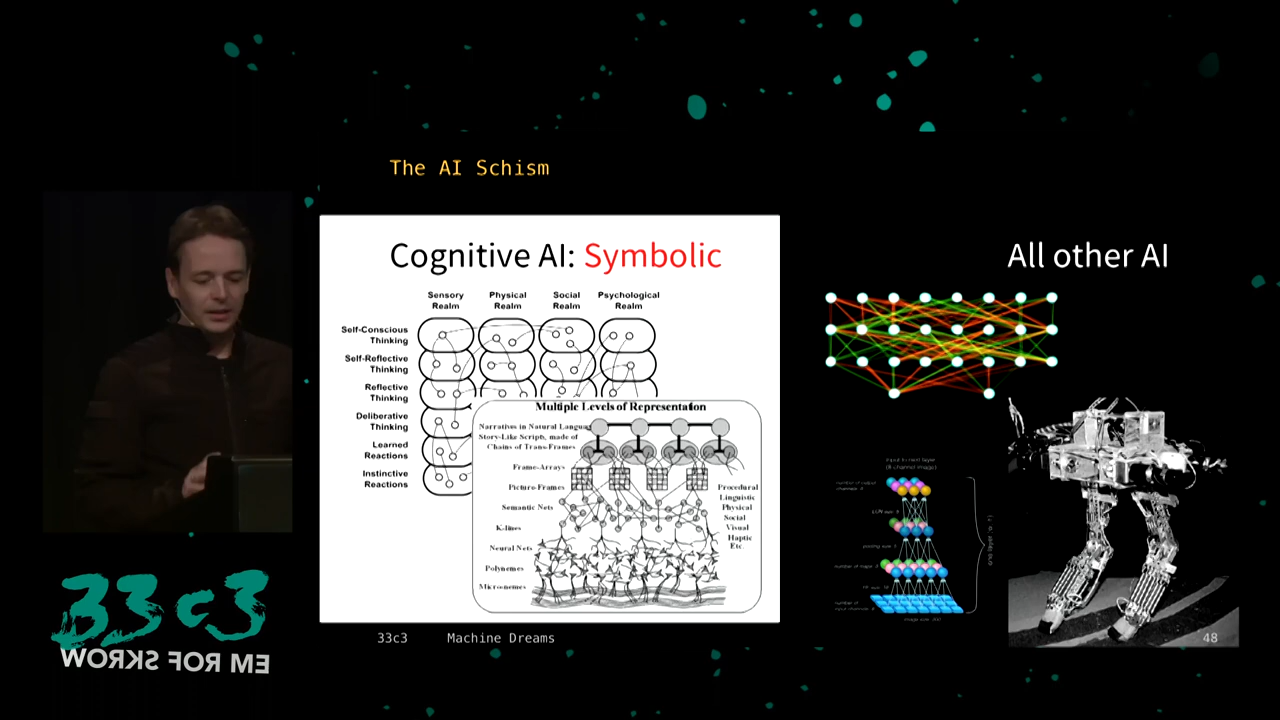 The AI Schism
Cognitive AI: Symbolic
All other AI
Sensory Realm
Physical Realm
Social Realm
Psychological Realm
Self-Conscious Thinking
Self-Reflective Thinking
Reflective Thinking
Deliberative Thinking
Learned Reactions
Instinctive Reactions
Multiple Levels of Representation
Narratives in Natural Languag
Story-Like Scripts, made of
Chains of Trans-Frames
Frame-Arrays
Picture-Frames
Semantic Nets
K-lines
Neural Nets
Polynemes
Micronemes
Procedural
Linguistic
Physical
Social
Visual
Haptic
Etc.
33c3
WORKS FOR ME
33c3 Machine Dreams
48